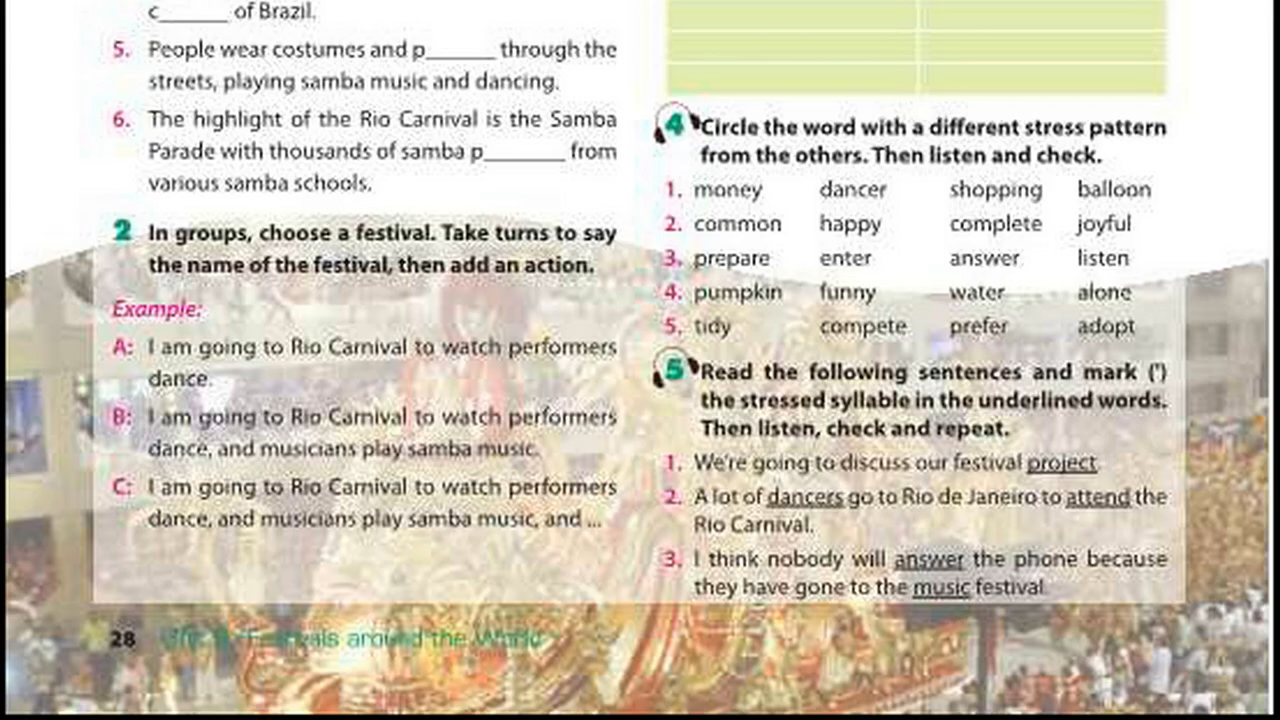 c______ of Brazil.
5. People wear costumes and p______ through the
streets, playing samba music and dancing.
6. The highlight of the Rio Carnival is the Samba
Parade with thousands of samba p_______ from
various samba schools.
2 In groups, choose a festival. Take turns to say
the name of the festival, then add an action.
Example:
A: I am going to Rio Carnival to watch performers
dance.
B: I am going to Rio Carnival to watch performers
dance, and musicians play samba music.
C: I am going to Rio Carnival to watch performers
dance, and musicians play samba music, and ...
28 Festivals around the World
4 Circle the word with a different stress pattern
from the others. Then listen and check.
1. money dancer shopping balloon
2. common happy complete joyful
3. prepare enter answer listen
4. pumpkin funny water alone
5. tidy compete prefer adopt
5 Read the following sentences and mark (')
the stressed syllable in the underlined words.
Then listen, check and repeat.
1. We're going to discuss our festival project.
2. A lot of dancers go to Rio de Janeiro to attend the
Rio Carnival.
3. I think nobody will answer the phone because
they have gone to the music festival.